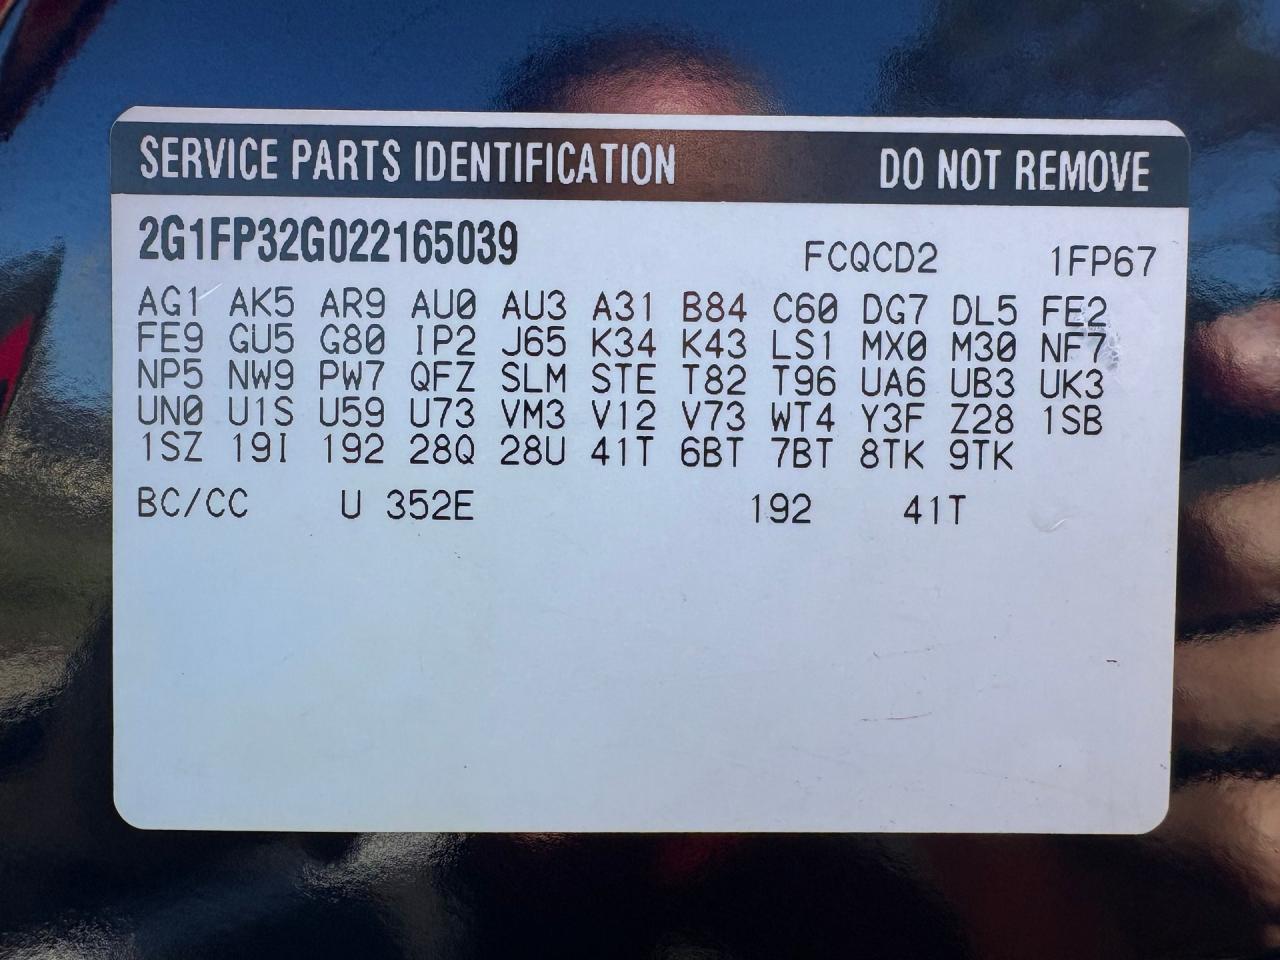 SERVICE PARTS IDENTIFICATION DO NOT REMOVE
2G1FP32G022165039 FCQCD2 1FP67
AG1 AK5 AR9 AU0 AU3 A31 B84 C60 DG7 DL5 FE2
FE9 GU5 G80 IP2 J65 K34 K43 LS1 MX0 M30 NF7
NP5 NW9 PW7 QFZ SLM STE T82 T96 UA6 UB3 UK3
UN0 U1S U59 U73 VM3 V12 V73 WT4 Y3F Z28 1SB
1SZ 19I 192 28Q 28U 41T 6BT 7BT 8TK 9TK
BC/CC U 352E 192 41T